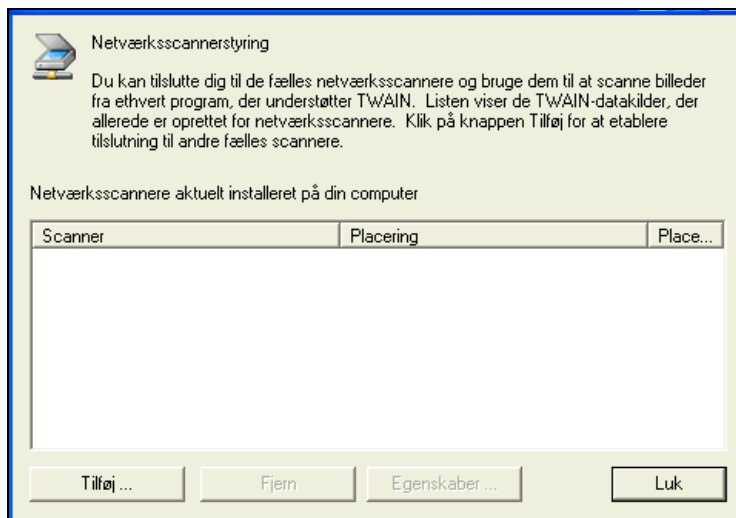 Netværksscannerstyring
Du kan tilslutte dig til de fælles netværksscannere og bruge dem til at scanne billeder
fra ethvert program, der understøtter TWAIN. Listen viser de TWAIN-datakilder, der
allerede er oprettet for netværksscannere. Klik på knappen Tilføj for at etablere
tilslutning til andre fælles scannere.
Netværksscannere aktuelt installeret på din computer
Scanner Placering Place...
Tilføj ... Fjern Egenskaber ... Luk